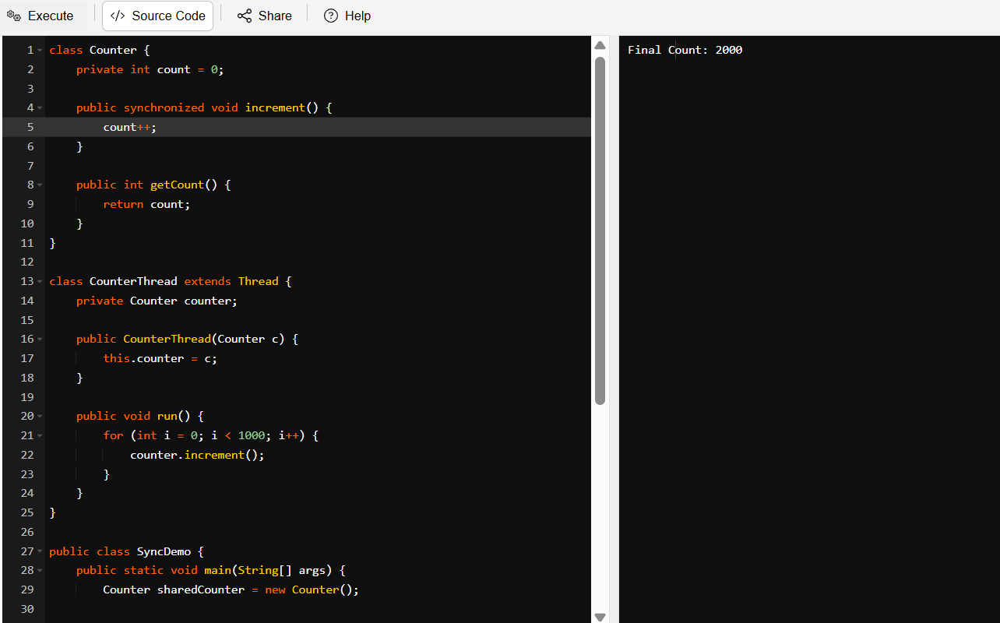 Execute Source Code Share Help
1 class Counter {
2     private int count = 0;
3
4     public synchronized void increment() {
5         count++;
6     }
7
8     public int getCount() {
9         return count;
10     }
11 }
12
13 class CounterThread extends Thread {
14     private Counter counter;
15
16     public CounterThread(Counter c) {
17         this.counter = c;
18     }
19
20     public void run() {
21         for (int i = 0; i < 1000; i++) {
22             counter.increment();
23         }
24     }
25 }
26
27 public class SyncDemo {
28     public static void main(String[] args) {
29         Counter sharedCounter = new Counter();
30
Final Count: 2000